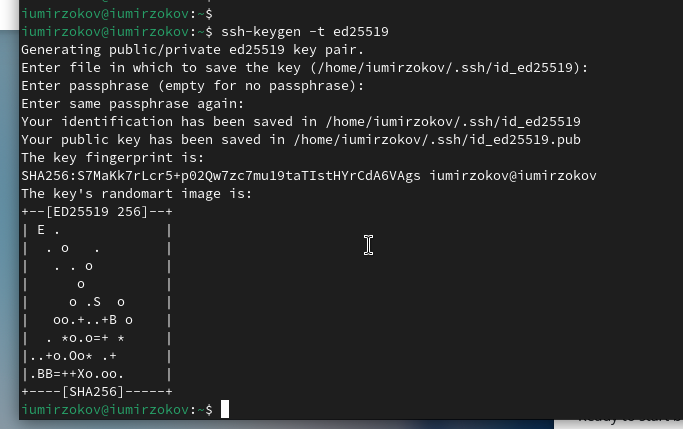 iumirzokov@iumirzokov:~$
iumirzokov@iumirzokov:~$ ssh-keygen -t ed25519
Generating public/private ed25519 key pair.
Enter file in which to save the key (/home/iumirzokov/.ssh/id_ed25519):
Enter passphrase (empty for no passphrase):
Enter same passphrase again:
Your identification has been saved in /home/iumirzokov/.ssh/id_ed25519
Your public key has been saved in /home/iumirzokov/.ssh/id_ed25519.pub
The key fingerprint is:
SHA256:S7MaKk7rLcr5+p02Qw7zc7mu19taTIstHYrCdA6VAgs iumirzokov@iumirzokov
The key's randomart image is:
+--[ED25519 256]--+
| E .             |
|  . o   .        |
|   . . o         |
|      o          |
|     o .S  o     |
|   oo.+..+B o    |
|  . *o.o=+ *     |
|..+o.Oo* .+      |
|.BB=++Xo.oo.     |
+----[SHA256]-----+
iumirzokov@iumirzokov:~$